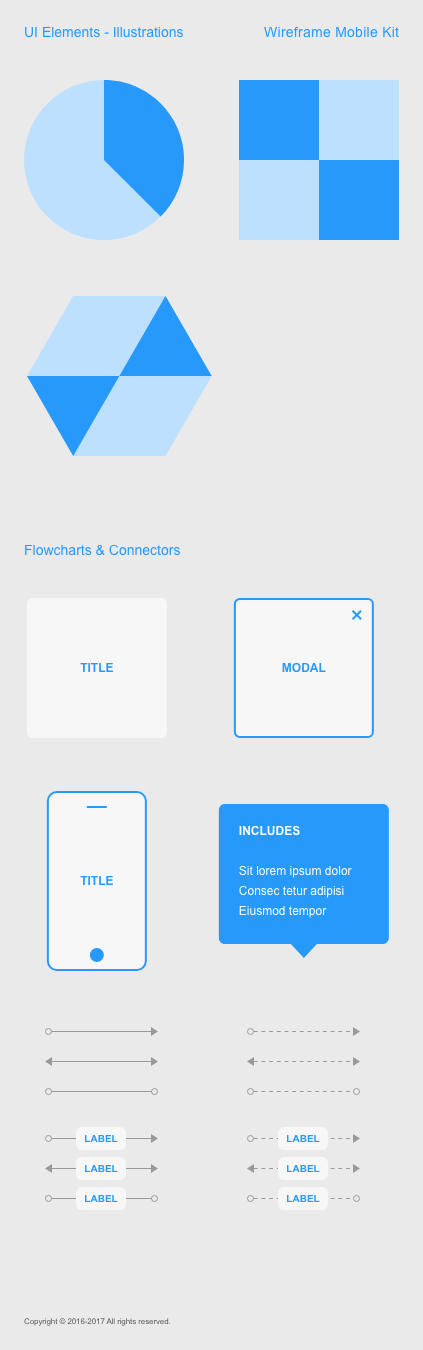 UI Elements - Illustrations
Wireframe Mobile Kit
Flowcharts & Connectors
TITLE
MODAL
TITLE
INCLUDES
Sit lorem ipsum dolor
Consec tetur adipisi
Eiusmod tempor
LABEL
LABEL
LABEL
LABEL
LABEL
LABEL
Copyright © 2016-2017 All rights reserved.